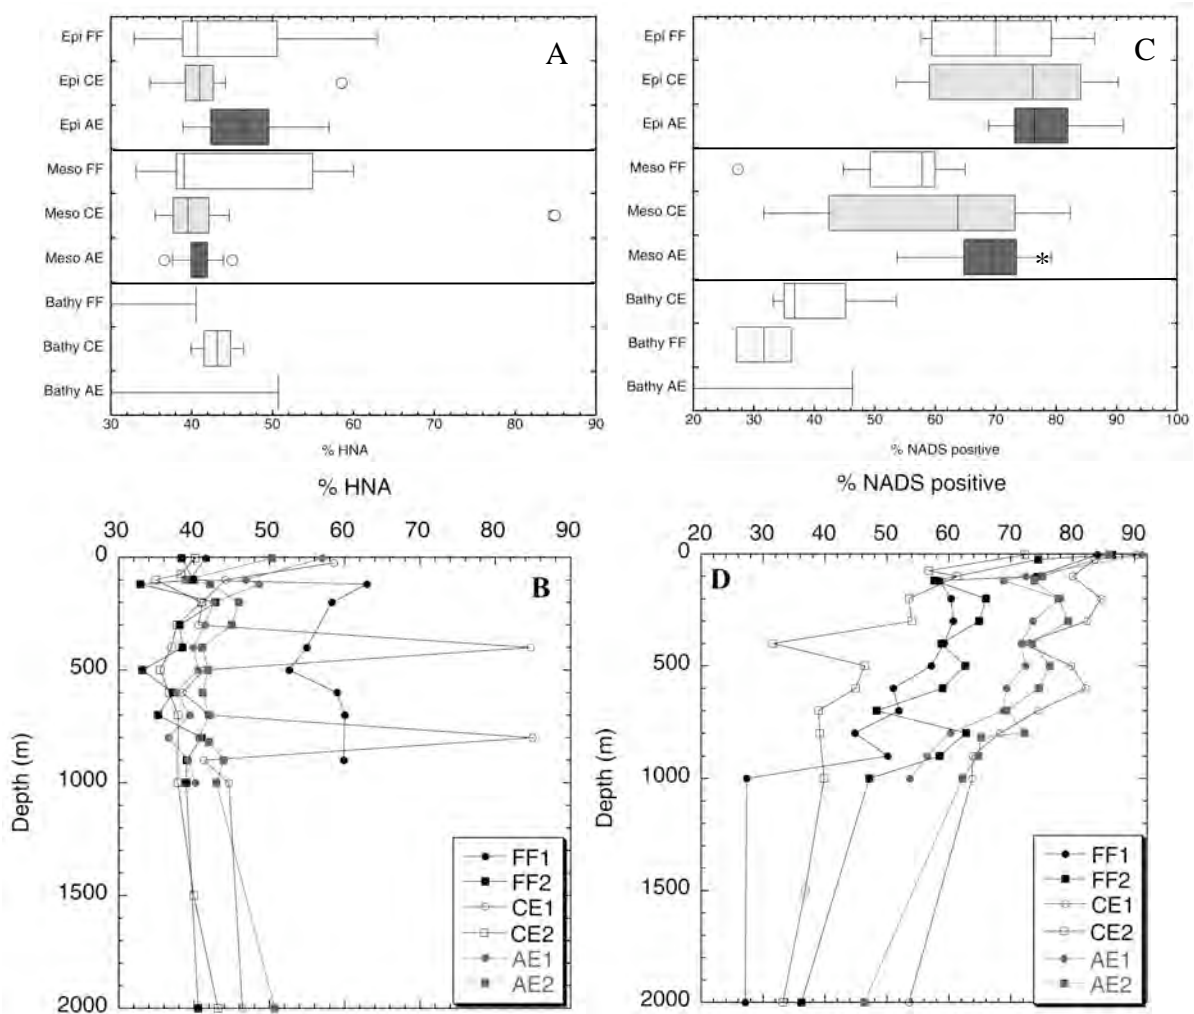 A
Epi FF
Epi CE
Epi AE
Meso FF
Meso CE
Meso AE
Bathy FF
Bathy CE
Bathy AE
30 40 50 60 70 80 90
% HNA
C
Epi FF
Epi CE
Epi AE
Meso FF
Meso CE
Meso AE
*
Bathy CE
Bathy FF
Bathy AE
20 30 40 50 60 70 80 90 100
% NADS positive
% HNA
30 40 50 60 70 80 90
B
0
500
1000
1500
2000
Depth (m)
FF1
FF2
CE1
CE2
AE1
AE2
% NADS positive
20 30 40 50 60 70 80 90
D
0
500
1000
1500
2000
Depth (m)
FF1
FF2
CE1
CE2
AE1
AE2